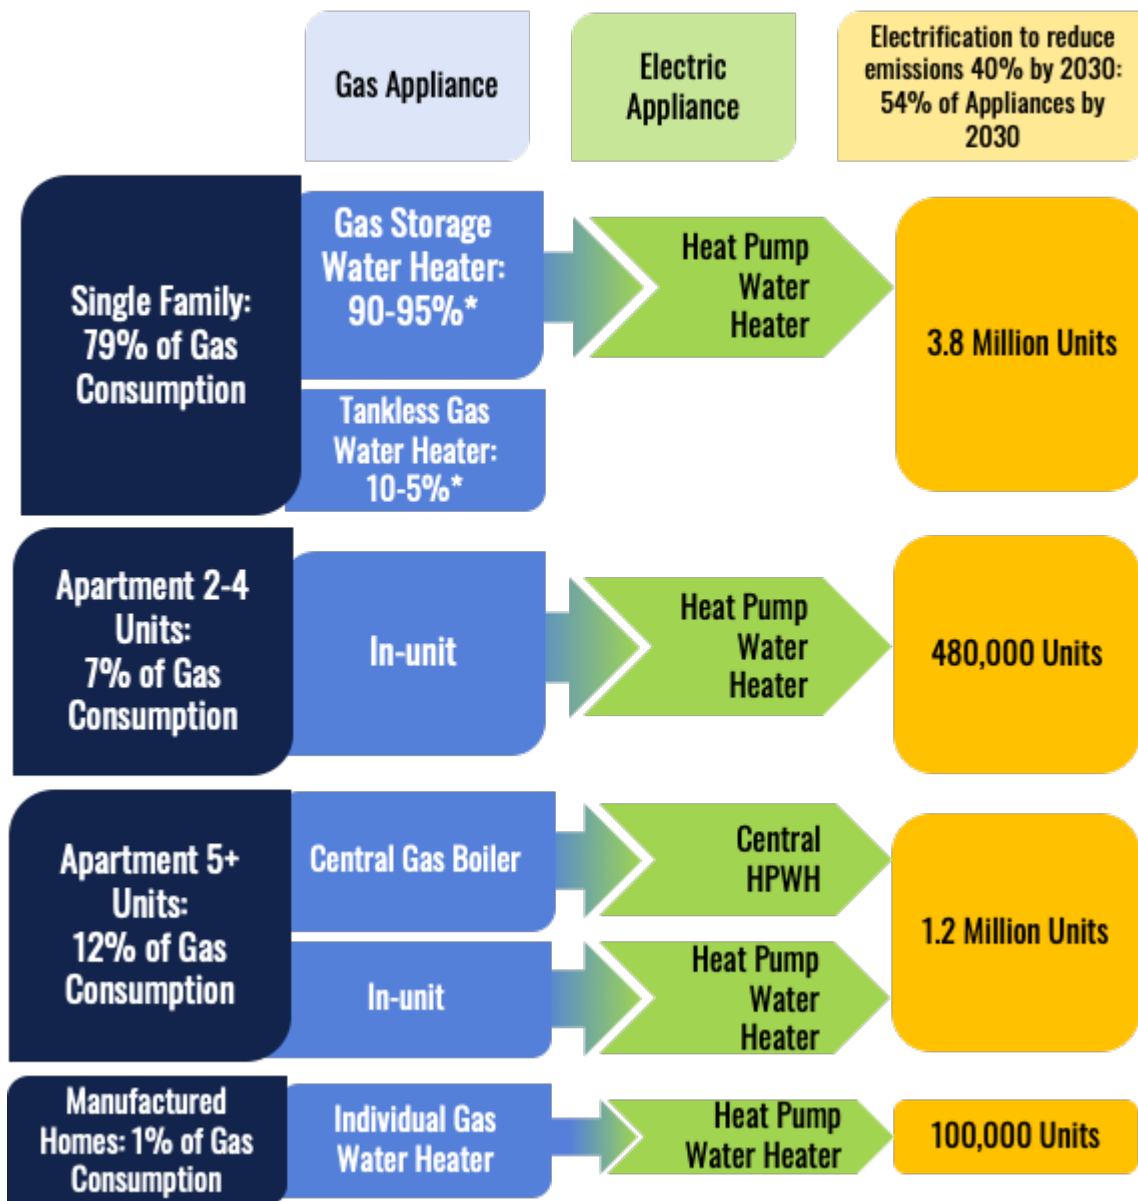 Gas Appliance
Electric
Appliance
Electrification to reduce
emissions 40% by 2030:
54% of Appliances by
2030
Single Family:
79% of Gas
Consumption
Gas Storage
Water Heater:
90-95%*
Tankless Gas
Water Heater:
10-5%*
Heat Pump
Water
Heater
3.8 Million Units
Apartment 2-4
Units:
7% of Gas
Consumption
In-unit
Heat Pump
Water
Heater
480,000 Units
Apartment 5+
Units:
12% of Gas
Consumption
Central Gas Boiler
Central
HPWH
In-unit
Heat Pump
Water
Heater
1.2 Million Units
Manufactured
Homes: 1% of Gas
Consumption
Individual Gas
Water Heater
Heat Pump
Water Heater
100,000 Units